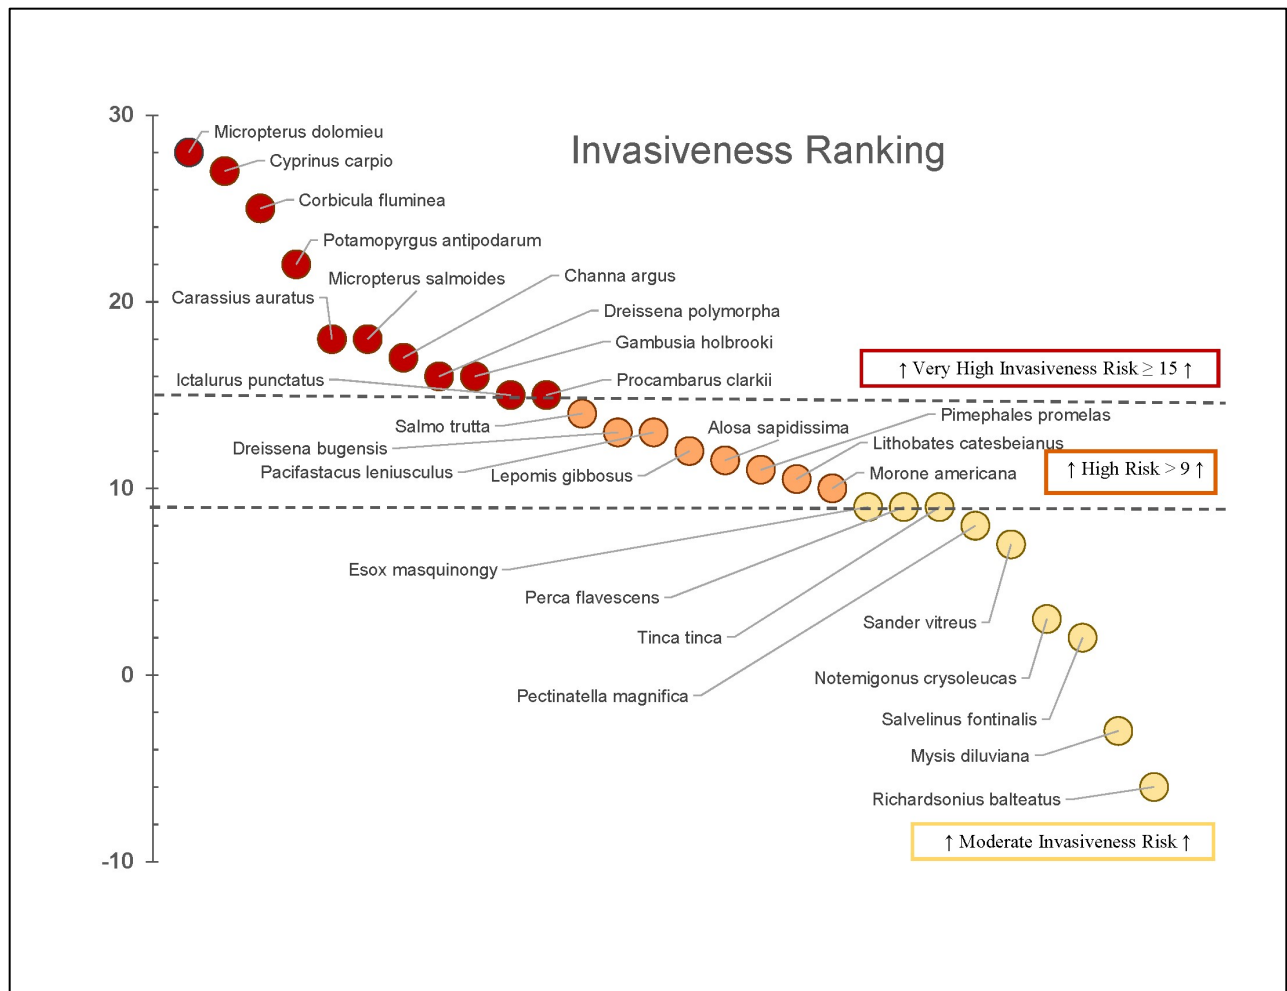 30
Micropterus dolomieu
Invasiveness Ranking
Cyprinus carpio
Corbicula fluminea
Potamopyrgus antipodarum
Micropterus salmoides
Channa argus
Carassius auratus
20
Dreissena polymorpha
Gambusia holbrooki
↑ Very High Invasiveness Risk ≥ 15 ↑
Ictalurus punctatus
Procambarus clarkii
Pimephales promelas
Salmo trutta
Alosa sapidissima
Lithobates catesbeianus
Dreissena bugensis
↑ High Risk > 9 ↑
Pacifastacus leniusculus
Lepomis gibbosus
Morone americana
10
Esox masquinongy
Perca flavescens
Sander vitreus
Tinca tinca
0
Notemigonus crysoleucas
Pectinatella magnifica
Salvelinus fontinalis
Mysis diluviana
Richardsonius balteatus
↑ Moderate Invasiveness Risk ↑
-10